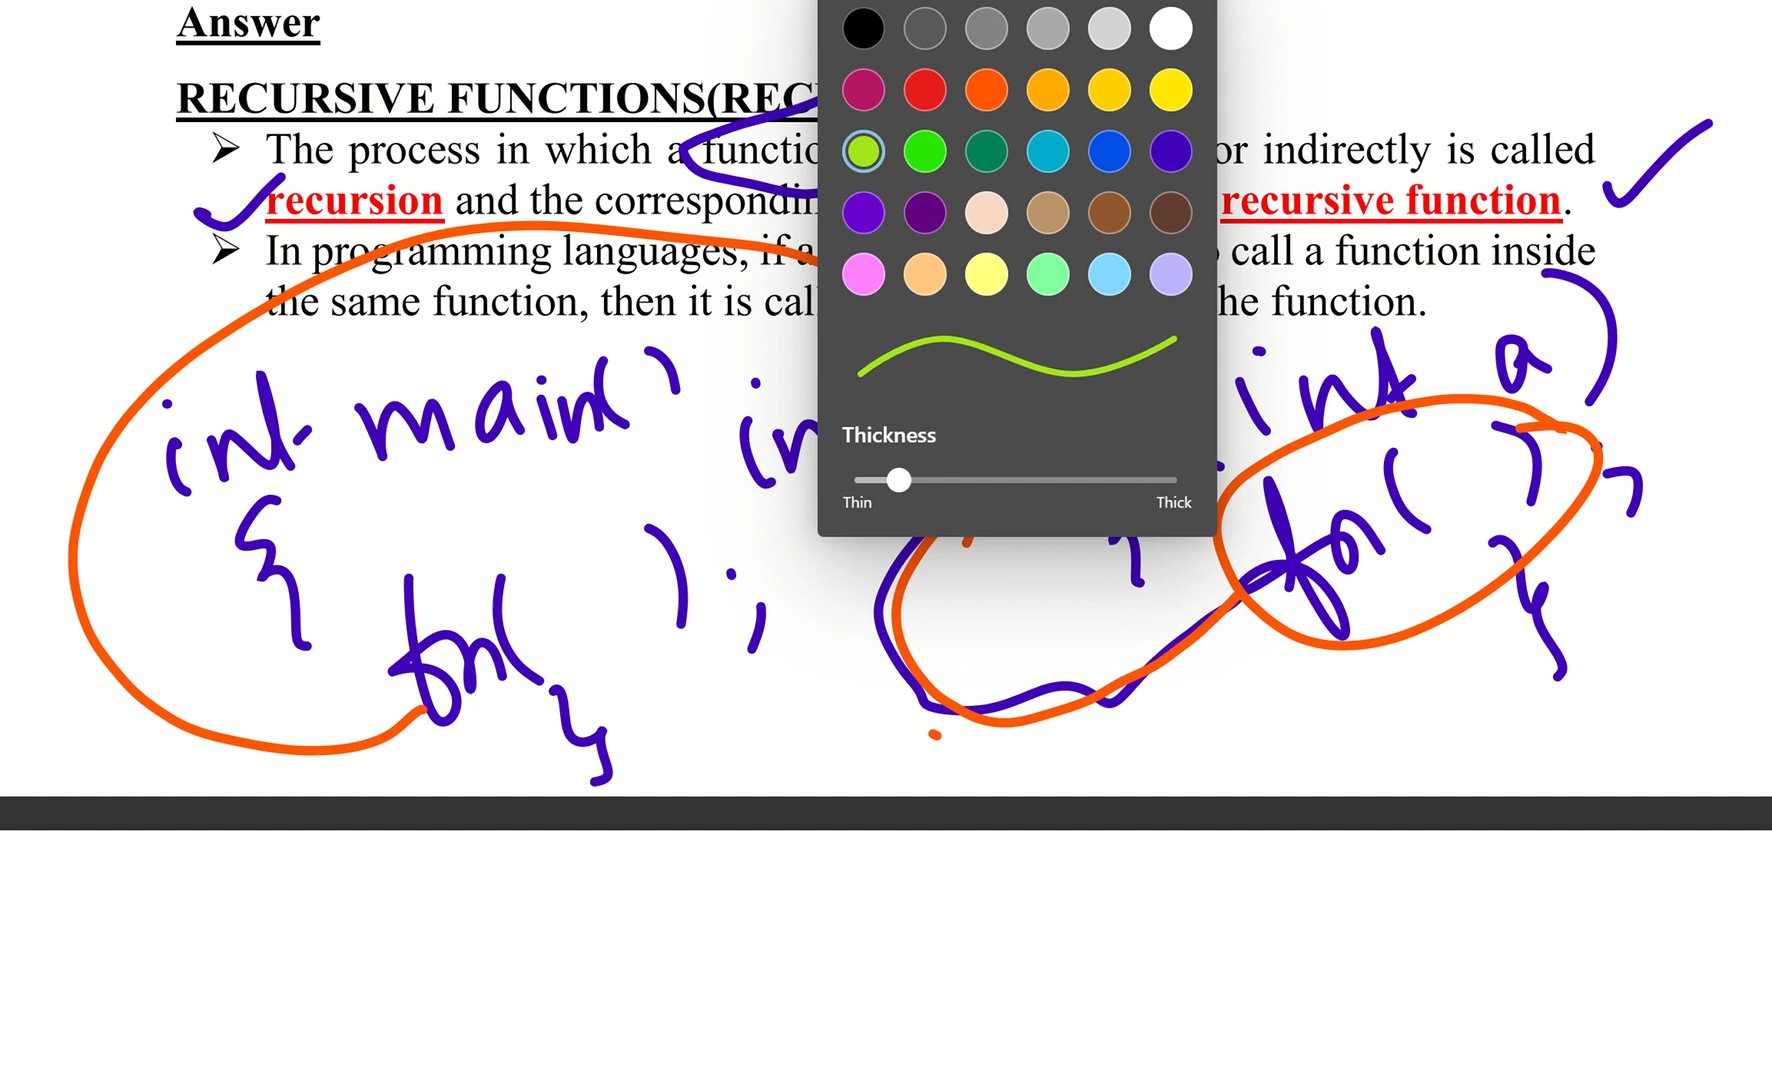 Answer
RECURSIVE FUNCTIONS(REC
The process in which a functio or indirectly is called
recursion and the correspondin recursive function.
In programming languages, if a call a function inside
the same function, then it is cal he function.
int main()
int a)
{
fn( );
fn( );
}
}
Thickness
Thin Thick